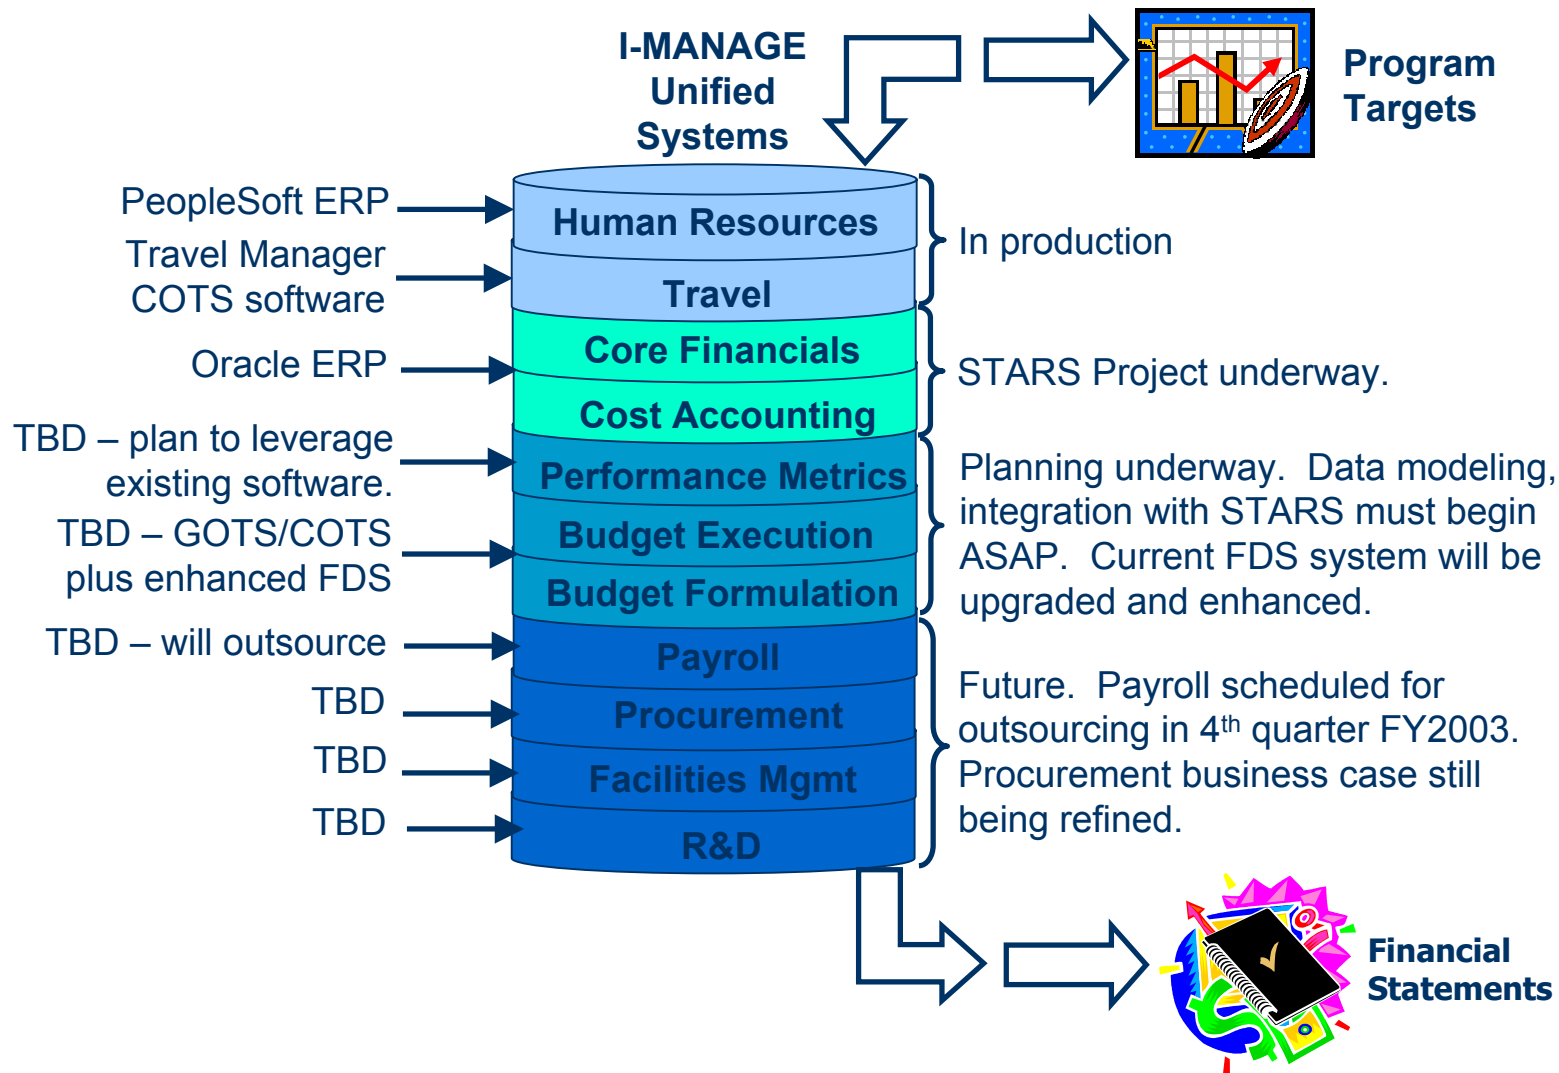 I-MANAGE
Unified
Systems
Program
Targets
PeopleSoft ERP
Travel Manager
COTS software
Oracle ERP
TBD – plan to leverage
existing software.
TBD – GOTS/COTS
plus enhanced FDS
TBD – will outsource
TBD
TBD
TBD
Human Resources
Travel
Core Financials
Cost Accounting
Performance Metrics
Budget Execution
Budget Formulation
Payroll
Procurement
Facilities Mgmt
R&D
In production
STARS Project underway.
Planning underway.  Data modeling,
integration with STARS must begin
ASAP.  Current FDS system will be
upgraded and enhanced.
Future.  Payroll scheduled for
outsourcing in 4th quarter FY2003.
Procurement business case still
being refined.
Financial
Statements